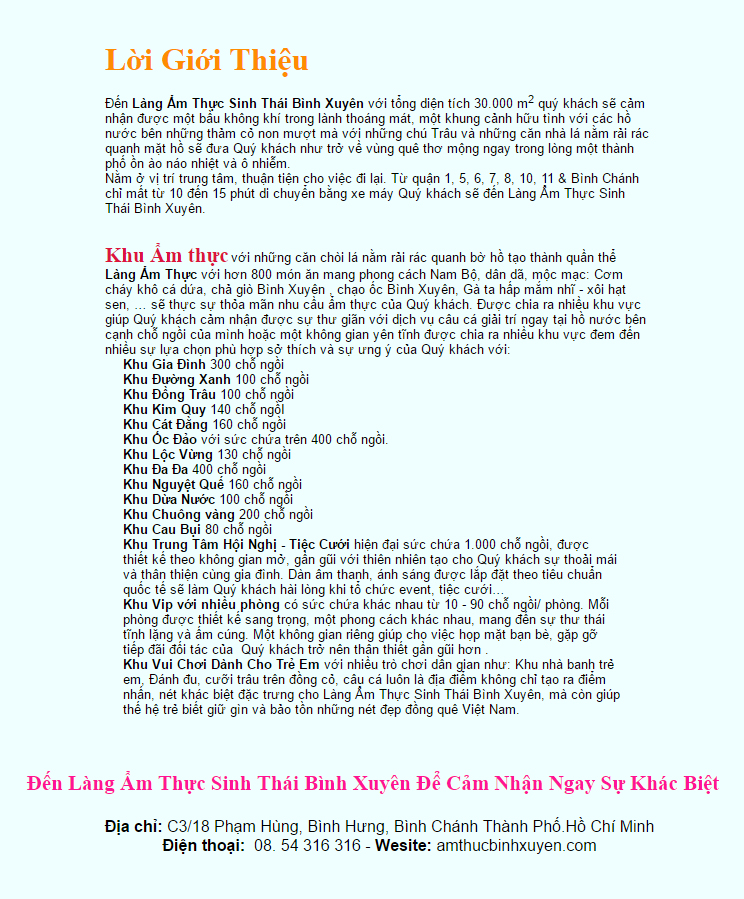 Lời Giới Thiệu
Đến Làng Ẩm Thực Sinh Thái Bình Xuyên với tổng diện tích 30.000 m2 quý khách sẽ cảm
nhận được một bầu không khí trong lành thoáng mát, một khung cảnh hữu tình với các hồ
nước bên những thảm cỏ non mượt mà với những chú Trâu và những căn nhà lá nằm rải rác
quanh mặt hồ sẽ đưa Quý khách như trở về vùng quê thơ mộng ngay trong lòng một thành
phố ồn ào náo nhiệt và ô nhiễm.
Nằm ở vị trí trung tâm, thuận tiện cho việc đi lại. Từ quận 1, 5, 6, 7, 8, 10, 11 & Bình Chánh
chỉ mất từ 10 đến 15 phút di chuyển bằng xe máy Quý khách sẽ đến Làng Ẩm Thực Sinh
Thái Bình Xuyên.
Khu Ẩm thực với những căn chòi lá nằm rải rác quanh bờ hồ tạo thành quần thể
Làng Ẩm Thực với hơn 800 món ăn mang phong cách Nam Bộ, dân dã, mộc mạc: Cơm
cháy khô cá dứa, chả giò Bình Xuyên , chạo ốc Bình Xuyên, Gà ta hấp mắm nhĩ - xôi hạt
sen, ... sẽ thực sự thỏa mãn nhu cầu ẩm thực của Quý khách. Được chia ra nhiều khu vực
giúp Quý khách cảm nhận được sự thư giãn với dịch vụ câu cá giải trí ngay tại hồ nước bên
cạnh chỗ ngồi của mình hoặc một không gian yên tĩnh được chia ra nhiều khu vực đem đến
nhiều sự lựa chọn phù hợp sở thích và sự ưng ý của Quý khách với:
Khu Gia Đình 300 chỗ ngồi
Khu Đường Xanh 100 chỗ ngồi
Khu Đồng Trâu 100 chỗ ngồi
Khu Kim Quy 140 chỗ ngồI
Khu Cát Đằng 160 chỗ ngồi
Khu Ốc Đảo với sức chứa trên 400 chỗ ngồi.
Khu Lộc Vừng 130 chỗ ngồi
Khu Đa Đa 400 chỗ ngồi
Khu Nguyệt Quế 160 chỗ ngồi
Khu Dừa Nước 100 chỗ ngồi
Khu Chuông vàng 200 chỗ ngồi
Khu Cau Bụi 80 chỗ ngồi
Khu Trung Tâm Hội Nghị - Tiệc Cưới hiện đại sức chứa 1.000 chỗ ngồi, được
thiết kế theo không gian mở, gần gũi với thiên nhiên tạo cho Quý khách sự thoải mái
và thân thiện cùng gia đình. Dàn âm thanh, ánh sáng được lắp đặt theo tiêu chuẩn
quốc tế sẽ làm Quý khách hài lòng khi tổ chức event, tiệc cưới...
Khu Vip với nhiều phòng có sức chứa khác nhau từ 10 - 90 chỗ ngồi/ phòng. Mỗi
phòng được thiết kế sang trọng, một phong cách khác nhau, mang đến sự thư thái
tĩnh lặng và ấm cúng. Một không gian riêng giúp cho việc họp mặt bạn bè, gặp gỡ
tiếp đãi đối tác của Quý khách trở nên thân thiết gần gũi hơn .
Khu Vui Chơi Dành Cho Trẻ Em với nhiều trò chơi dân gian như: Khu nhà banh trẻ
em, Đánh đu, cưỡi trâu trên đồng cỏ, câu cá luôn là địa điểm không chỉ tạo ra điểm
nhấn, nét khác biệt đặc trưng cho Làng Ẩm Thực Sinh Thái Bình Xuyên, mà còn giúp
thế hệ trẻ biết giữ gìn và bảo tồn những nét đẹp đồng quê Việt Nam.
Đến Làng Ẩm Thực Sinh Thái Bình Xuyên Để Cảm Nhận Ngay Sự Khác Biệt
Địa chỉ: C3/18 Phạm Hùng, Bình Hưng, Bình Chánh Thành Phố.Hồ Chí Minh
Điện thoại: 08. 54 316 316 - Wesite: amthucbinhxuyen.com